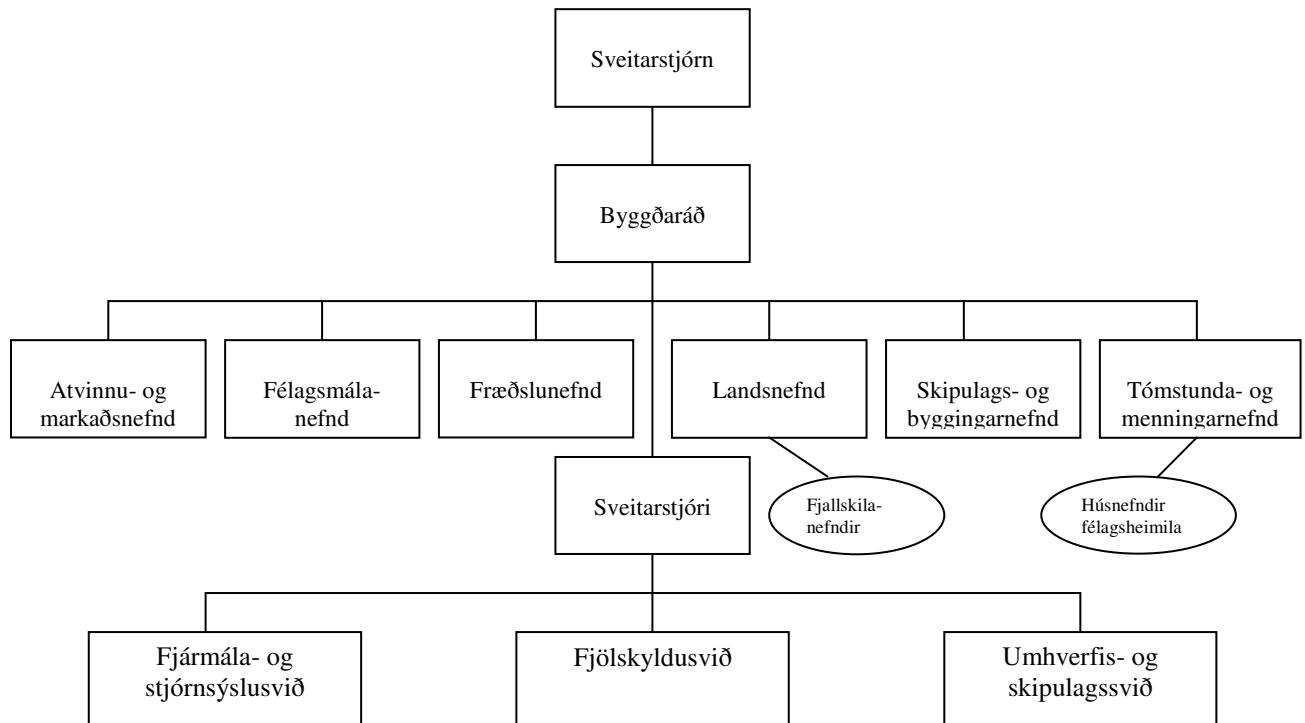 Sveitarstjórn
Byggðaráð
Atvinnu- og
markaðsnefnd
Félagsmála-
nefnd
Fræðslunefnd
Landsnefnd
Skipulags- og
byggingarnefnd
Tómstunda- og
menningarnefnd
Sveitarstjóri
Fjallskila-
nefndir
Húsnefndir
félagsheimila
Fjármála- og
stjórnsýslusvið
Fjölskyldusvið
Umhverfis- og
skipulagssvið